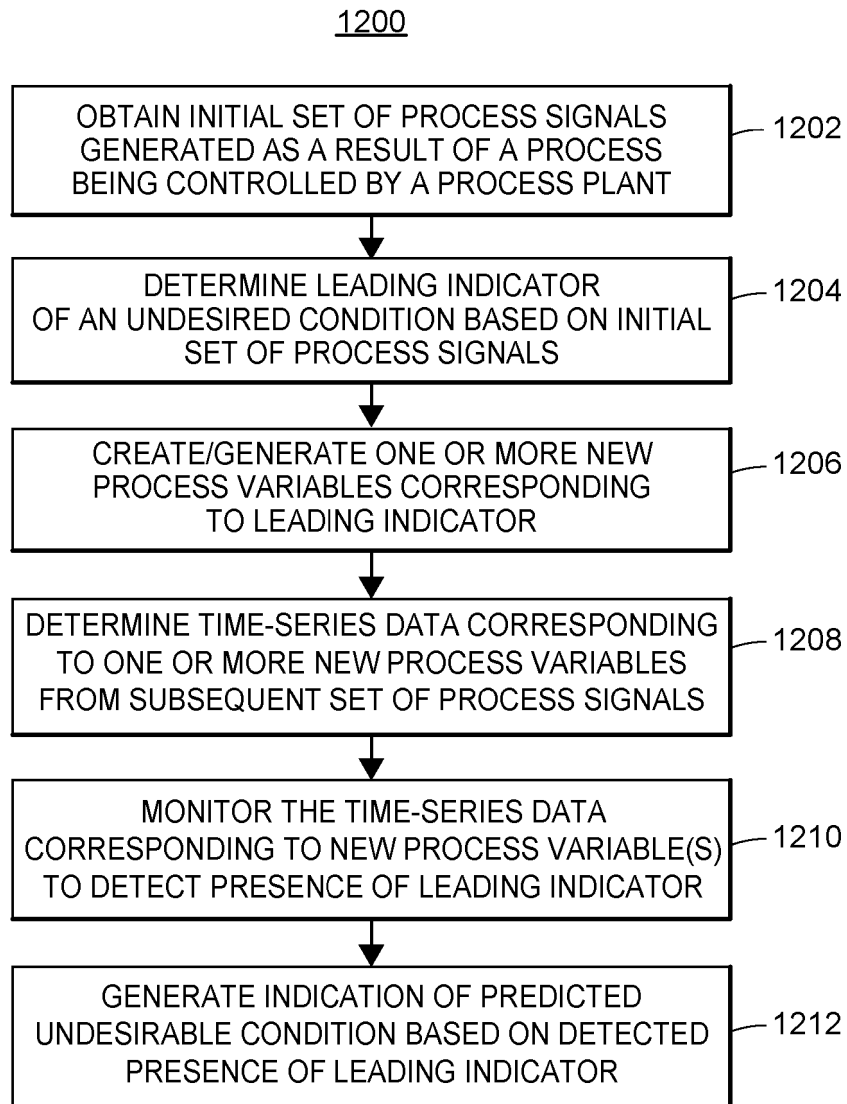 1200
OBTAIN INITIAL SET OF PROCESS SIGNALS
GENERATED AS A RESULT OF A PROCESS
BEING CONTROLLED BY A PROCESS PLANT
1202
DETERMINE LEADING INDICATOR
OF AN UNDESIRED CONDITION BASED ON INITIAL
SET OF PROCESS SIGNALS
1204
CREATE/GENERATE ONE OR MORE NEW
PROCESS VARIABLES CORRESPONDING
TO LEADING INDICATOR
1206
DETERMINE TIME-SERIES DATA CORRESPONDING
TO ONE OR MORE NEW PROCESS VARIABLES
FROM SUBSEQUENT SET OF PROCESS SIGNALS
1208
MONITOR THE TIME-SERIES DATA
CORRESPONDING TO NEW PROCESS VARIABLE(S)
TO DETECT PRESENCE OF LEADING INDICATOR
1210
GENERATE INDICATION OF PREDICTED
UNDESIRABLE CONDITION BASED ON DETECTED
PRESENCE OF LEADING INDICATOR
1212